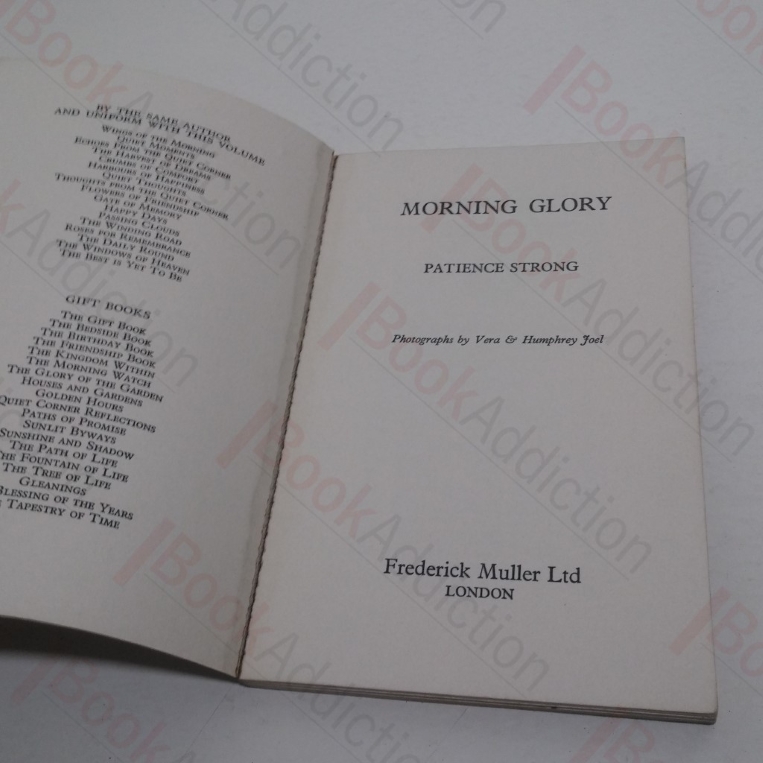 BY THE SAME AUTHOR
AND UNIFORM WITH THIS VOLUME
WINGS OF THE MORNING
QUIET MOMENTS
ECHOES FROM THE QUIET CORNER
THE HARVEST OF DREAMS
CRUMBS OF COMFORT
HARBOURS OF HAPPINESS
QUIET THOUGHTS
THOUGHTS FROM THE QUIET CORNER
FLOWERS OF FRIENDSHIP
GATE OF MEMORY
HAPPY DAYS
PASSING CLOUDS
THE WINDING ROAD
ROSES FOR REMEMBRANCE
THE DAILY ROUND
THE WINDOWS OF HEAVEN
THE BEST IS YET TO BE
GIFT BOOKS
THE GIFT BOOK
THE BEDSIDE BOOK
THE BIRTHDAY BOOK
THE FRIENDSHIP BOOK
THE KINGDOM WITHIN
THE MORNING WATCH
THE GLORY OF THE GARDEN
HOUSES AND GARDENS
GOLDEN HOURS
QUIET CORNER REFLECTIONS
PATHS OF PROMISE
SUNLIT BYWAYS
SUNSHINE AND SHADOW
THE PATH OF LIFE
THE FOUNTAIN OF LIFE
THE TREE OF LIFE
GLEANINGS
BLESSING OF THE YEARS
TAPESTRY OF TIME
MORNING GLORY
PATIENCE STRONG
Photographs by Vera & Humphrey Joel
Frederick Muller Ltd
LONDON
BookAddiction